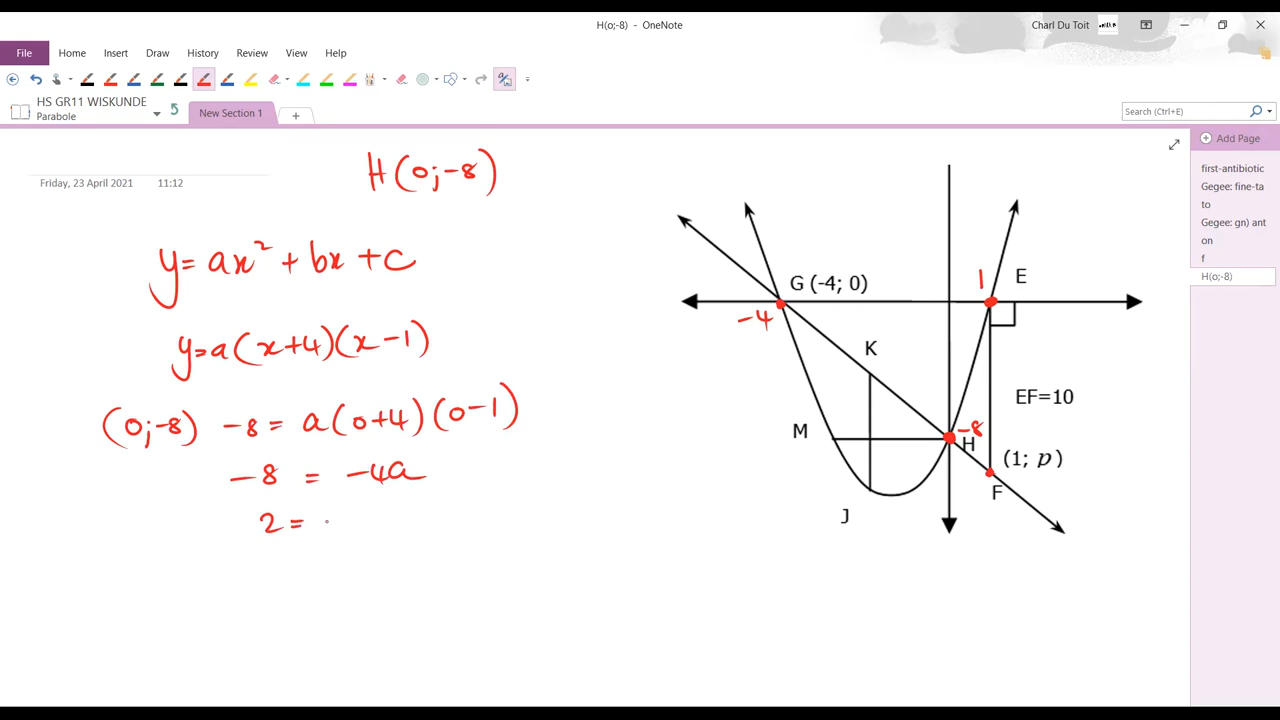 H(o;-8) - OneNote
Charl Du Toit
File Home Insert Draw History Review View Help
HS GR11 WISKUNDE
Parabole
New Section 1
Search (Ctrl+E)
Add Page
first-antibiotic
Gegee: fine-ta
to
Gegee: gn) ant
on
f
H(o;-8)
Friday, 23 April 2021 11:12
H(0;-8)
y=ax²+bx+c
y=a(x+4)(x-1)
(0;-8) -8 = a(0+4)(0-1)
-8 = -4a
2 =
G (-4; 0)
1
E
-4
K
EF=10
M
-8
H
(1; p)
F
J